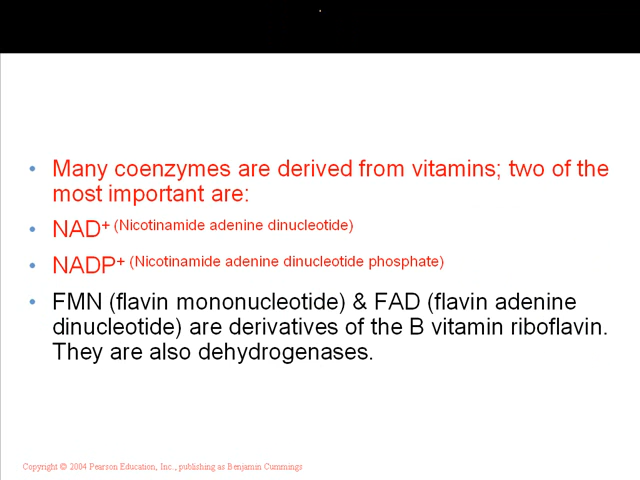 • Many coenzymes are derived from vitamins; two of the
most important are:
• NAD+ (Nicotinamide adenine dinucleotide)
• NADP+ (Nicotinamide adenine dinucleotide phosphate)
• FMN (flavin mononucleotide) & FAD (flavin adenine
dinucleotide) are derivatives of the B vitamin riboflavin.
They are also dehydrogenases.
Copyright © 2004 Pearson Education, Inc., publishing as Benjamin Cummings